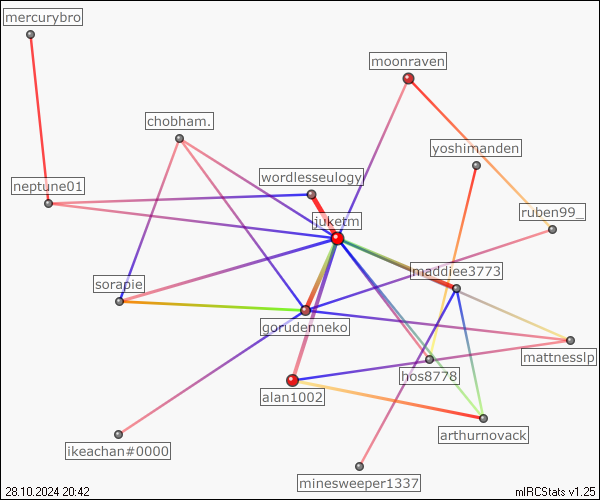 mercurybro
moonraven
chobham.
yoshimanden
wordlesseulogy
neptune01
ruben99_
juketm
maddiee3773
sorapie
gorudenneko
mattnesslp
hos8778
alan1002
arthurnovack
ikeachan#0000
minesweeper1337
28.10.2024 20:42
mIRCStats v1.25